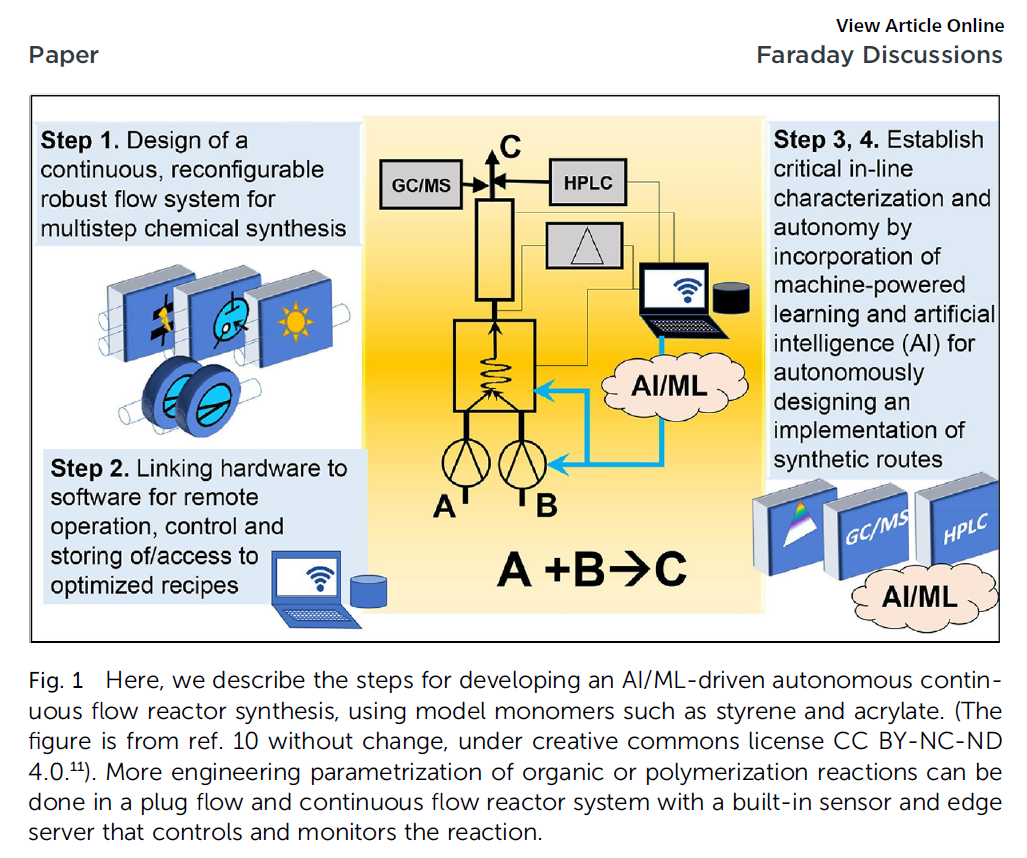 View Article Online
Paper
Faraday Discussions
Step 1. Design of a
continuous, reconfigurable
robust flow system for
multistep chemical synthesis
Step 2. Linking hardware to
software for remote
operation, control and
storing of/access to
optimized recipes
C
GC/MS
HPLC
AI/ML
A
B
A +B→C
Step 3, 4. Establish
critical in-line
characterization and
autonomy by
incorporation of
machine-powered
learning and artificial
intelligence (AI) for
autonomously
designing an
implementation of
synthetic routes
GC/MS
HPLC
AI/ML
Fig. 1 Here, we describe the steps for developing an AI/ML-driven autonomous contin-
uous flow reactor synthesis, using model monomers such as styrene and acrylate. (The
figure is from ref. 10 without change, under creative commons license CC BY-NC-ND
4.0.¹¹). More engineering parametrization of organic or polymerization reactions can be
done in a plug flow and continuous flow reactor system with a built-in sensor and edge
server that controls and monitors the reaction.